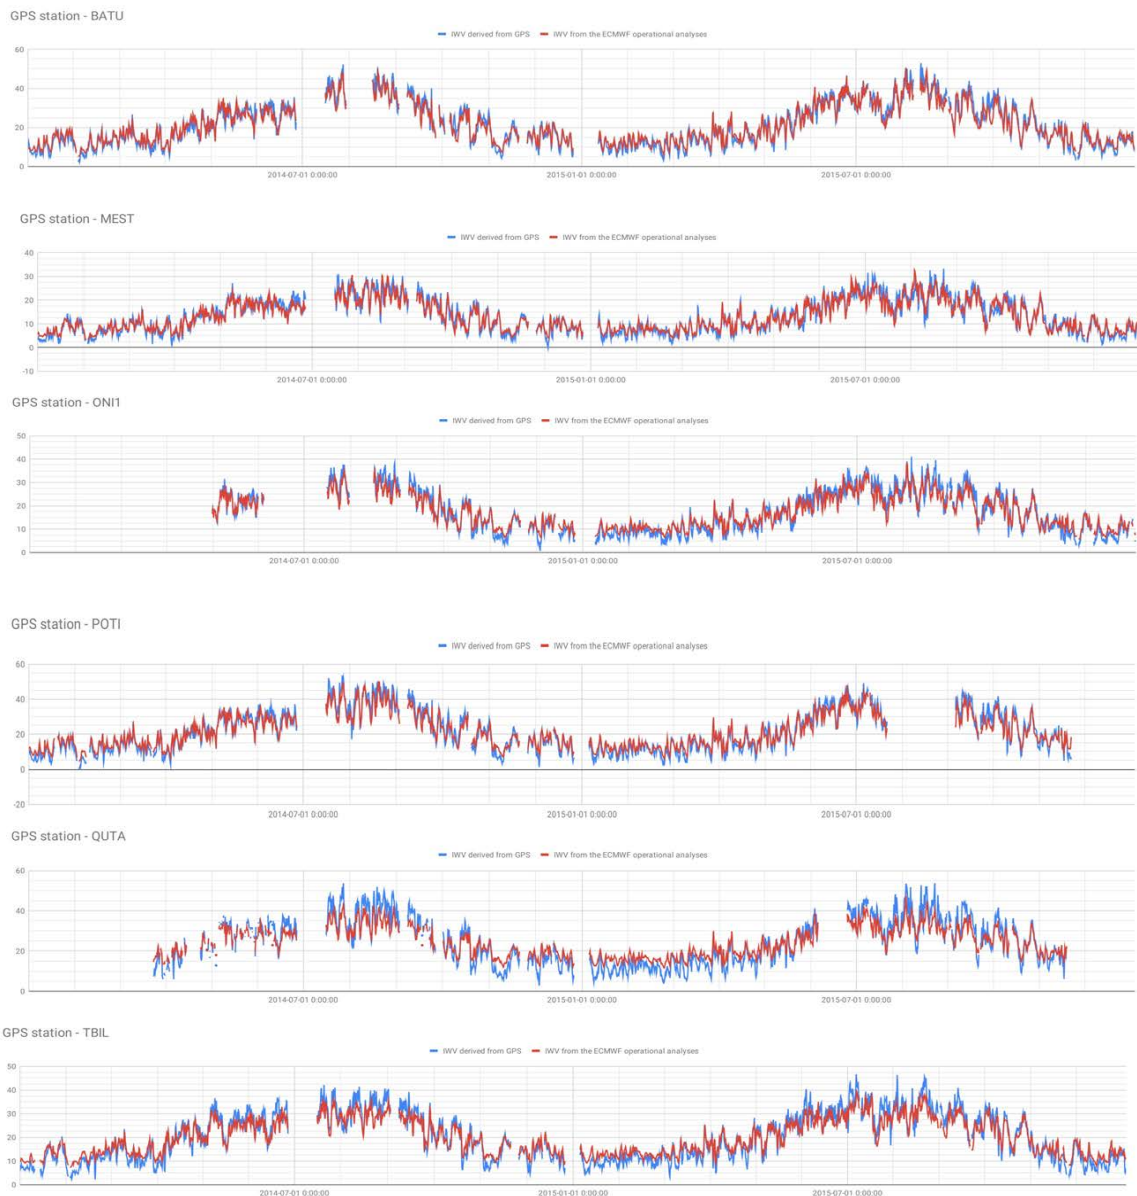 GPS station - BATU
IWV derived from GPS IWV from the ECMWF operational analyses
60
40
20
0
2014-07-01 0:00:00 2015-01-01 0:00:00 2015-07-01 0:00:00
GPS station - MEST
IWV derived from GPS IWV from the ECMWF operational analyses
40
30
20
10
0
-10
2014-07-01 0:00:00 2015-01-01 0:00:00 2015-07-01 0:00:00
GPS station - ONI1
IWV derived from GPS IWV from the ECMWF operational analyses
50
40
30
20
10
0
2014-07-01 0:00:00 2015-01-01 0:00:00 2015-07-01 0:00:00
GPS station - POTI
IWV derived from GPS IWV from the ECMWF operational analyses
60
40
20
0
-20
2014-07-01 0:00:00 2015-01-01 0:00:00 2015-07-01 0:00:00
GPS station - QUTA
IWV derived from GPS IWV from the ECMWF operational analyses
60
40
20
0
2014-07-01 0:00:00 2015-01-01 0:00:00 2015-07-01 0:00:00
GPS station - TBIL
IWV derived from GPS IWV from the ECMWF operational analyses
50
40
30
20
10
0
2014-07-01 0:00:00 2015-01-01 0:00:00 2015-07-01 0:00:00